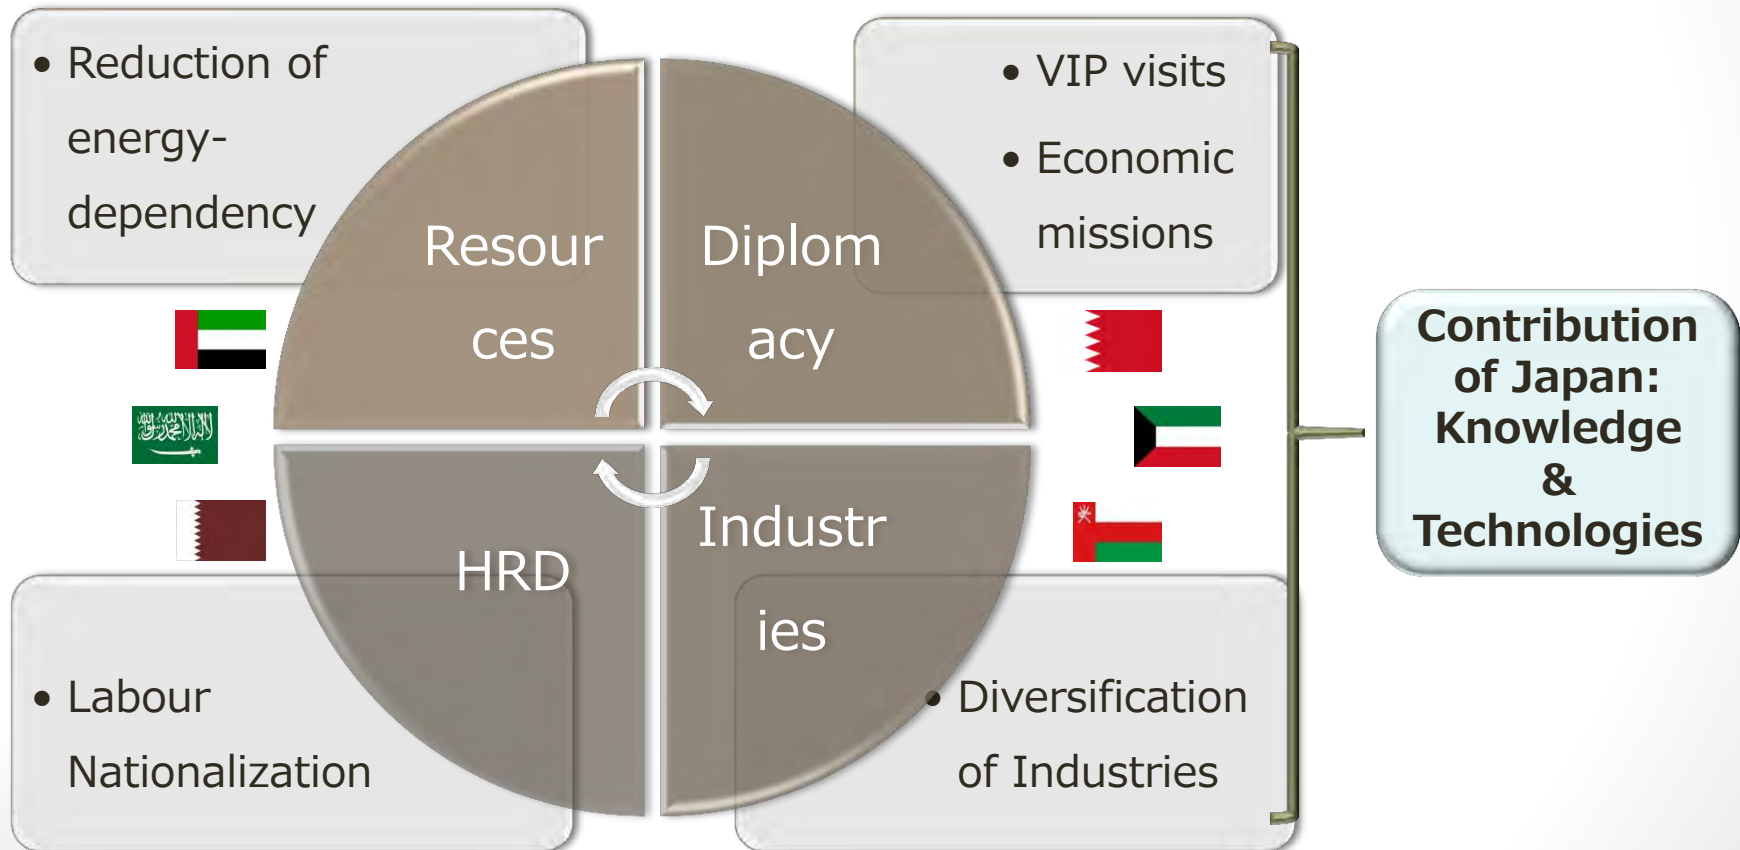 • Reduction of
energy-
dependency
Resour
ces
Diplom
acy
• VIP visits
• Economic
missions
HRD
• Labour
Nationalization
Industr
ies
• Diversification
of Industries
Contribution
of Japan:
Knowledge
&
Technologies